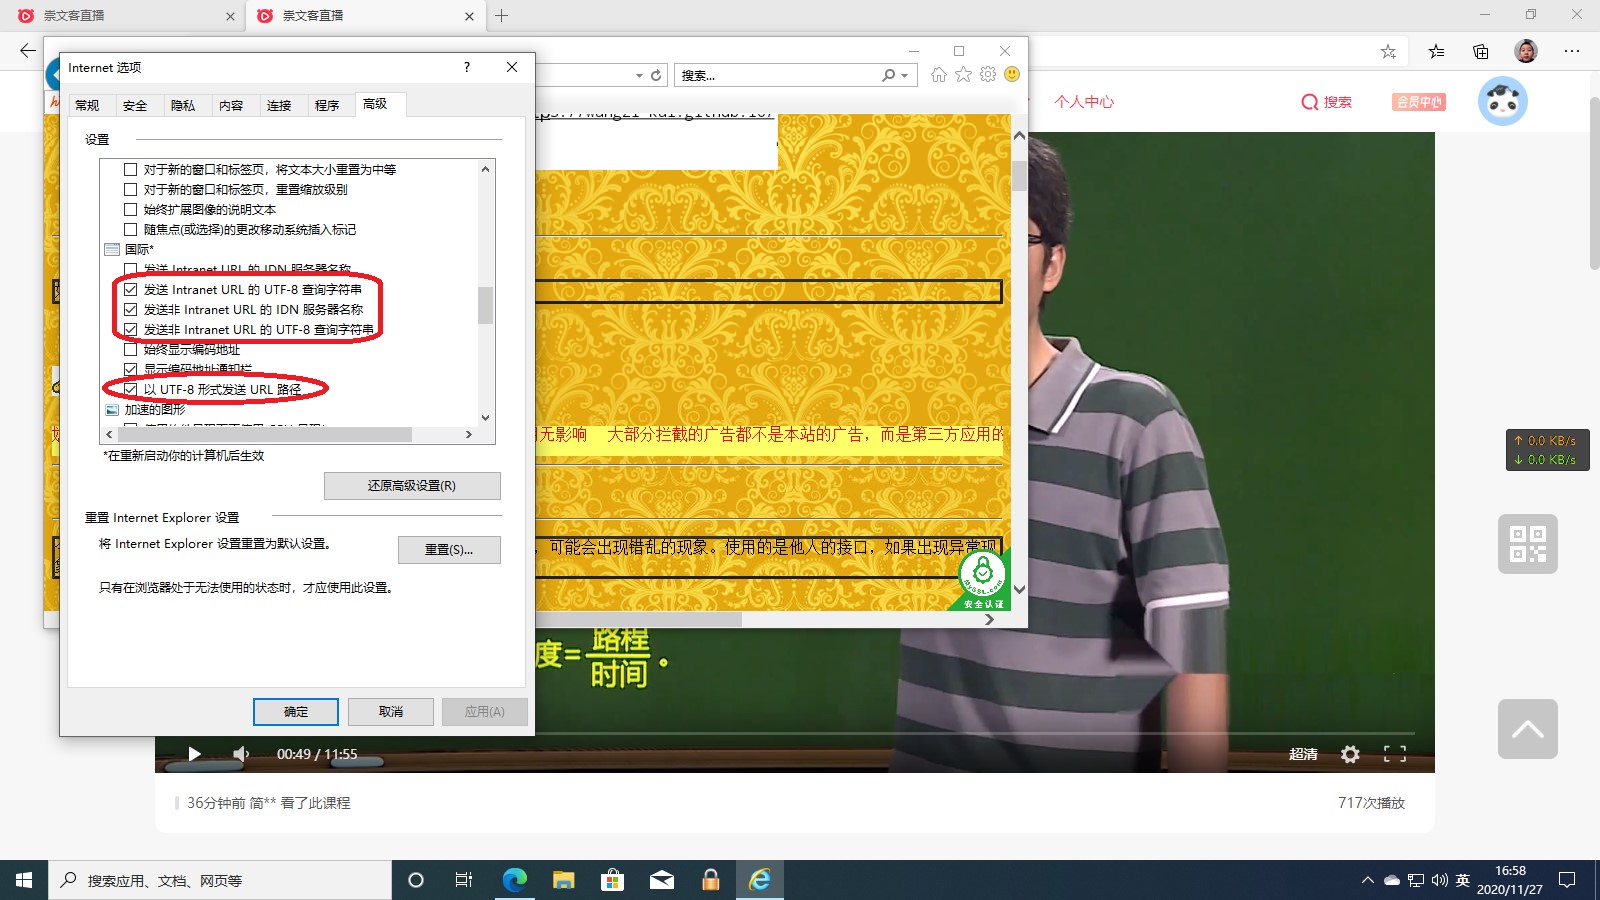 崇文客直播
崇文客直播
Internet 选项
?
搜索...
常规
安全
隐私
内容
连接
程序
高级
个人中心
搜索
会员中心
设置
对于新的窗口和标签页，将文本大小重置为中等
对于新的窗口和标签页，重置缩放级别
始终扩展图像的说明文本
随焦点(或选择)的更改移动系统插入标记
国际*
发送 Intranet URL 的 IDN 服务器名称
发送 Intranet URL 的 UTF-8 查询字符串
发送非 Intranet URL 的 IDN 服务器名称
发送非 Intranet URL 的 UTF-8 查询字符串
始终显示编码地址
显示编码地址通知栏
以 UTF-8 形式发送 URL 路径
加速的图形
无影响 大部分拦截的广告都不是本站的广告，而是第三方应用的
*在重新启动你的计算机后生效
还原高级设置(R)
重置 Internet Explorer 设置
将 Internet Explorer 设置重置为默认设置。
重置(S)...
只有在浏览器处于无法使用的状态时，才应使用此设置。
，可能会出现错乱的现象。使用的是他人的接口，如果出现异常现
MySSL.com
安全认证
↑ 0.0 KB/s
↓ 0.0 KB/s
度=路程
时间。
确定
取消
应用(A)
00:49 / 11:55
超清
36分钟前 简** 看了此课程
717次播放
搜索应用、文档、网页等
英
16:58
2020/11/27